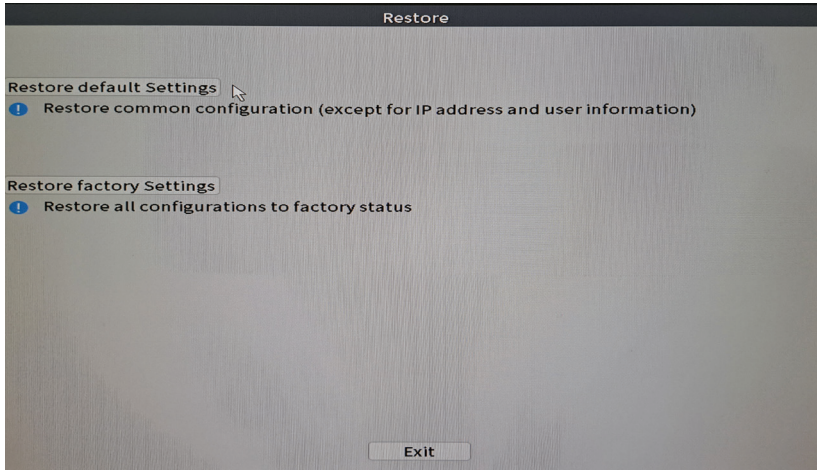 Restore
Restore default Settings
Restore common configuration (except for IP address and user information)
Restore factory Settings
Restore all configurations to factory status
Exit